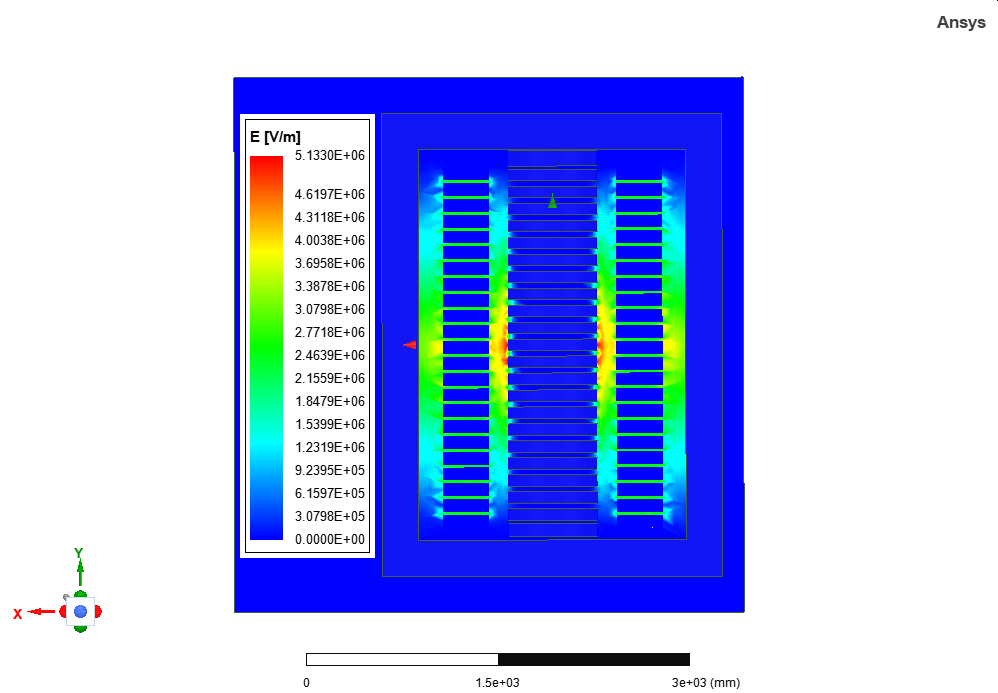 Ansys
E [V/m]
5.1330E+06
4.6197E+06
4.3118E+06
4.0038E+06
3.6958E+06
3.3878E+06
3.0798E+06
2.7718E+06
2.4639E+06
2.1559E+06
1.8479E+06
1.5399E+06
1.2319E+06
9.2395E+05
6.1597E+05
3.0798E+05
0.0000E+00
Y
X
0 1.5e+03 3e+03 (mm)